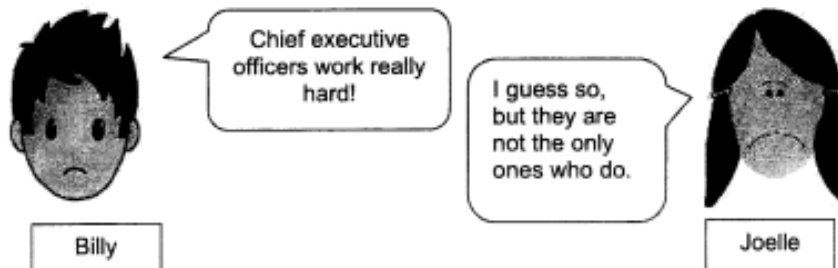 Chief executive
officers work really
hard!
I guess so,
but they are
not the only
ones who do.
Billy
Joelle